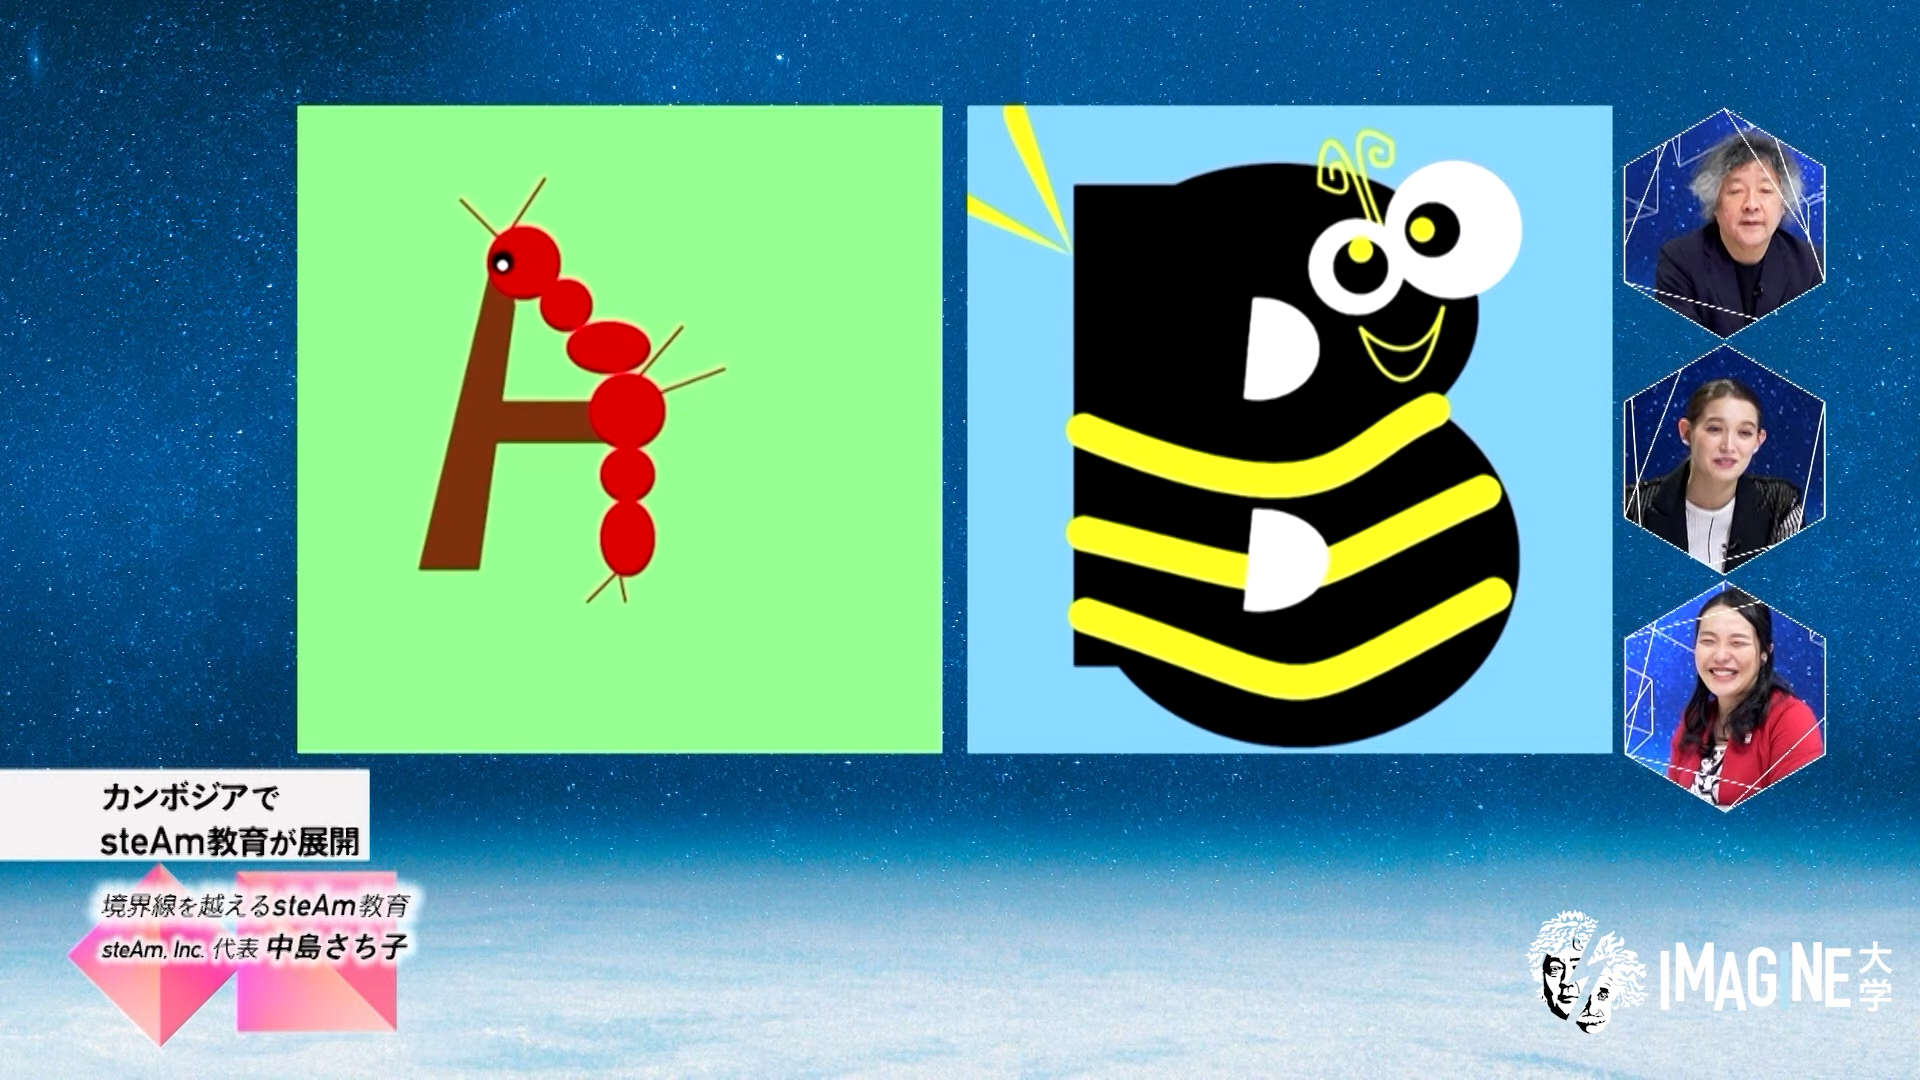 A
B
カンボジアで
steAm教育が展開
境界線を越えるsteAm教育
steAm, Inc. 代表 中島さち子
IMAGINE大学